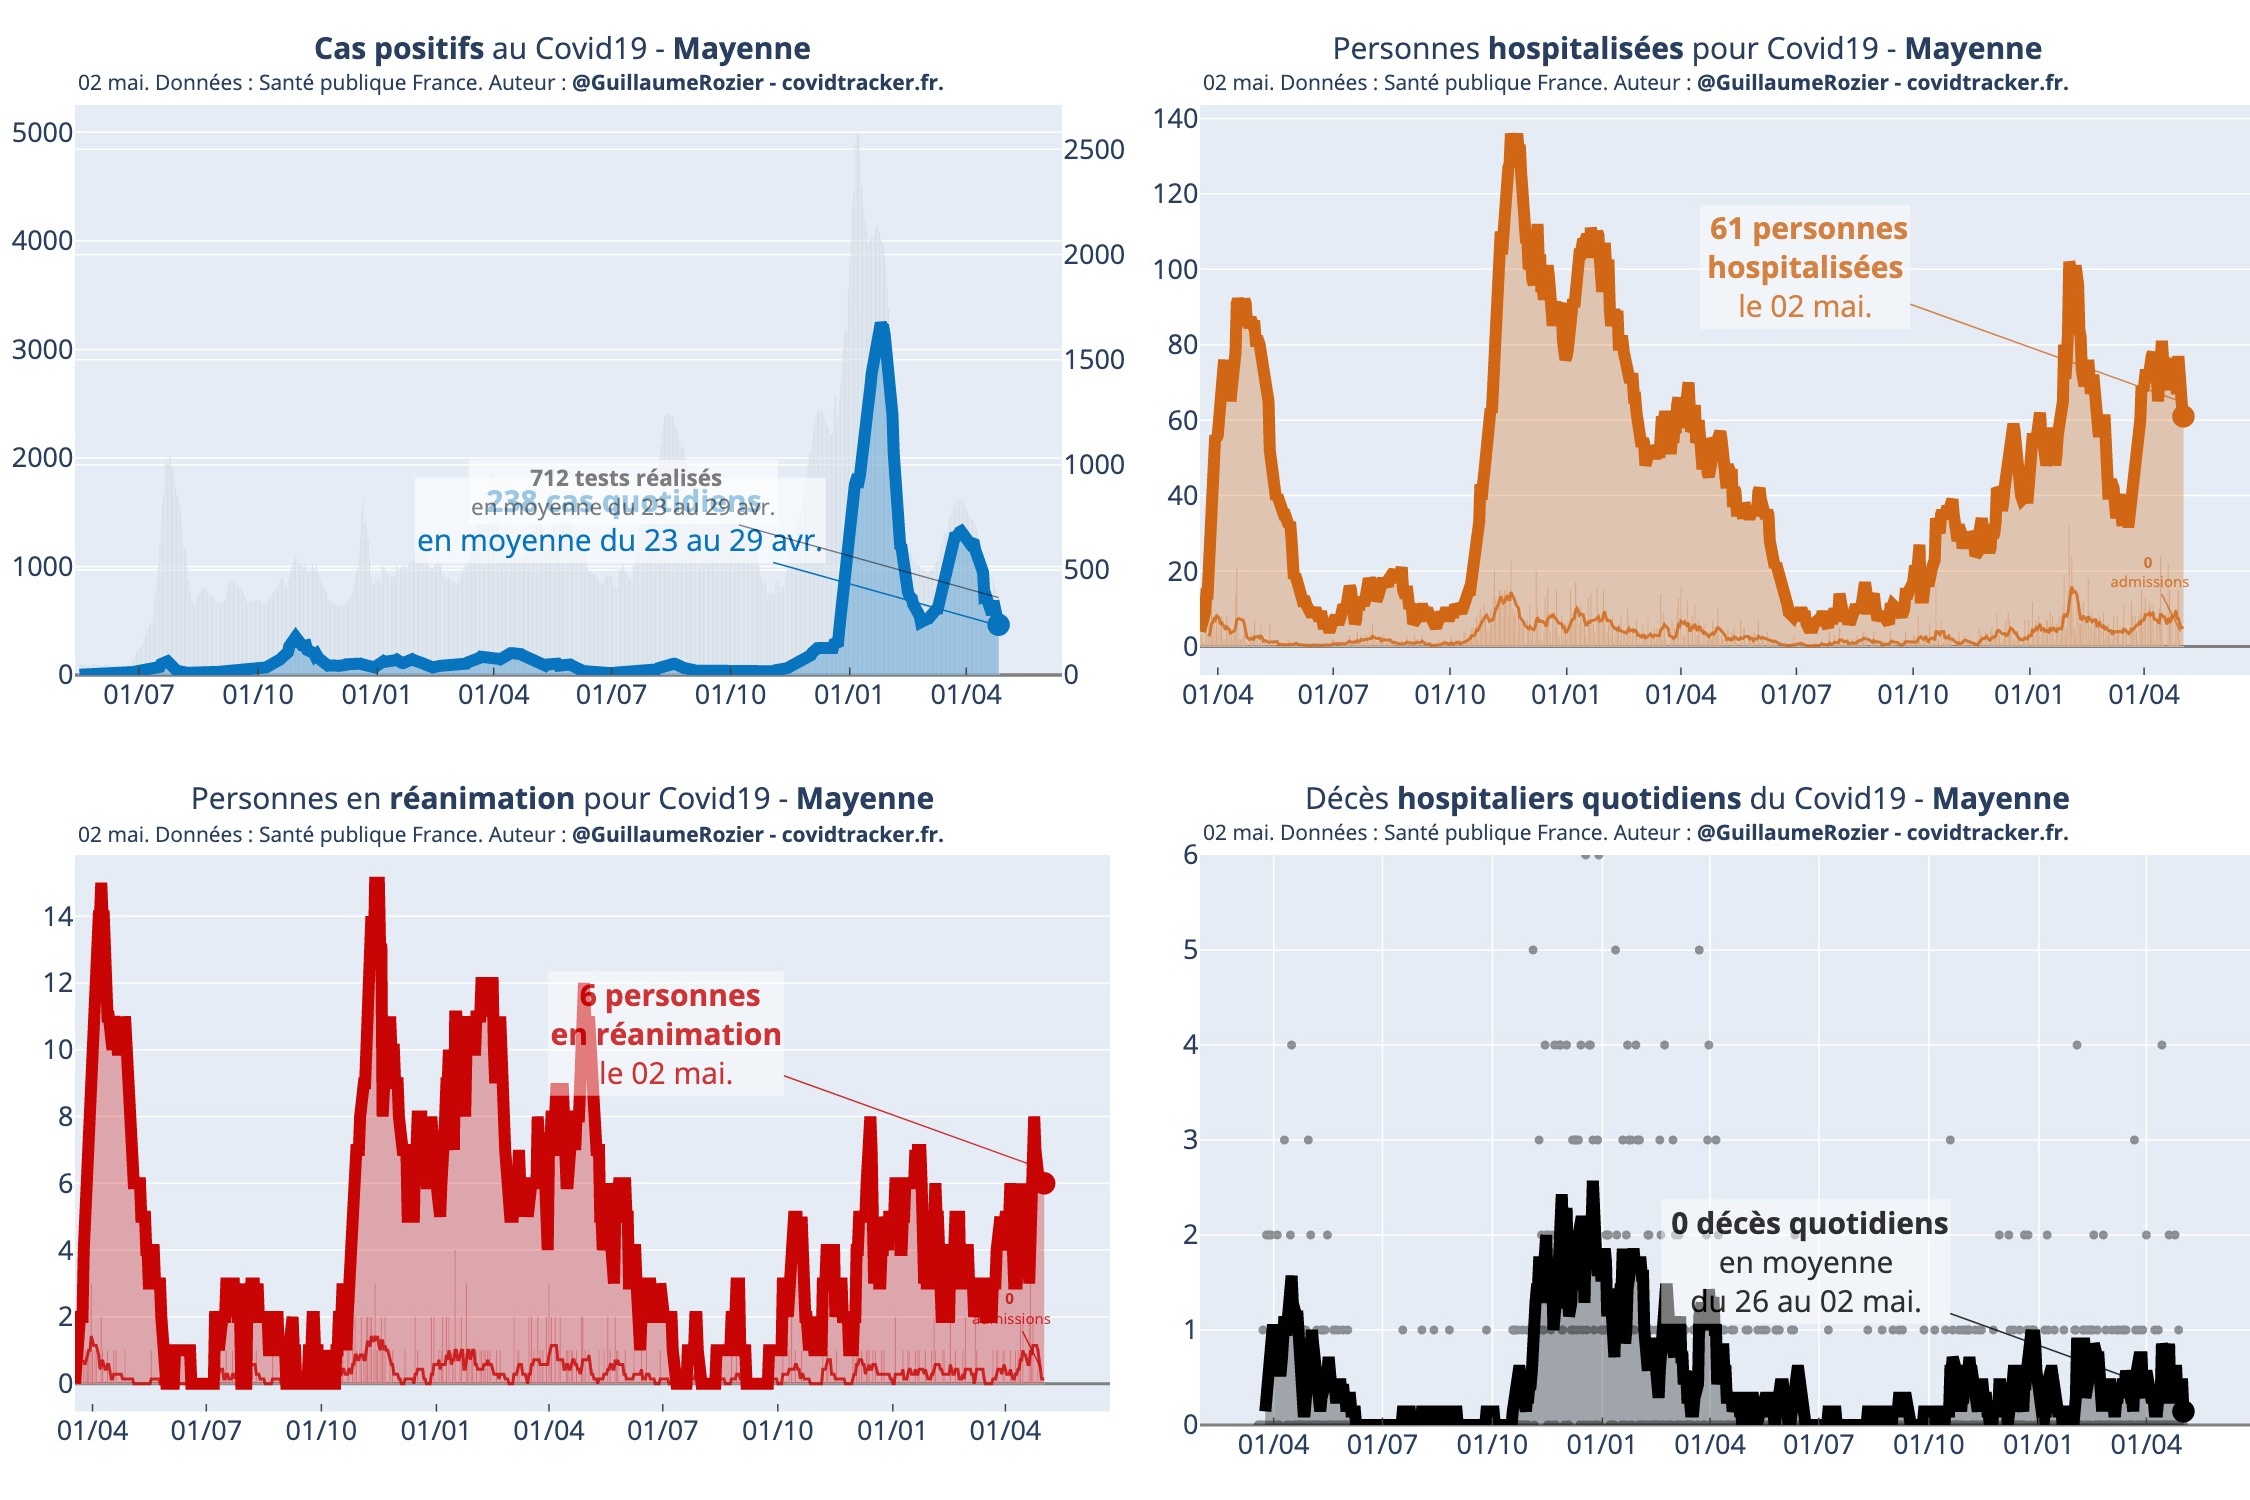 Cas positifs au Covid19 - Mayenne
02 mai. Données : Santé publique France. Auteur : @GuillaumeRozier - covidtracker.fr.
5000
4000
3000
2000
1000
0
2500
2000
1500
1000
500
0
712 tests réalisés
en moyenne du 23 au 29 avr.
238 cas quotidiens
en moyenne du 23 au 29 avr.
01/07 01/10 01/01 01/04 01/07 01/10 01/01 01/04
Personnes hospitalisées pour Covid19 - Mayenne
02 mai. Données : Santé publique France. Auteur : @GuillaumeRozier - covidtracker.fr.
140
120
100
80
60
40
20
0
61 personnes
hospitalisées
le 02 mai.
0
admissions
01/04 01/07 01/10 01/01 01/04 01/07 01/10 01/01 01/04
Personnes en réanimation pour Covid19 - Mayenne
02 mai. Données : Santé publique France. Auteur : @GuillaumeRozier - covidtracker.fr.
14
12
10
8
6
4
2
0
6 personnes
en réanimation
le 02 mai.
0
admissions
01/04 01/07 01/10 01/01 01/04 01/07 01/10 01/01 01/04
Décès hospitaliers quotidiens du Covid19 - Mayenne
02 mai. Données : Santé publique France. Auteur : @GuillaumeRozier - covidtracker.fr.
6
5
4
3
2
1
0
0 décès quotidiens
en moyenne
du 26 au 02 mai.
01/04 01/07 01/10 01/01 01/04 01/07 01/10 01/01 01/04